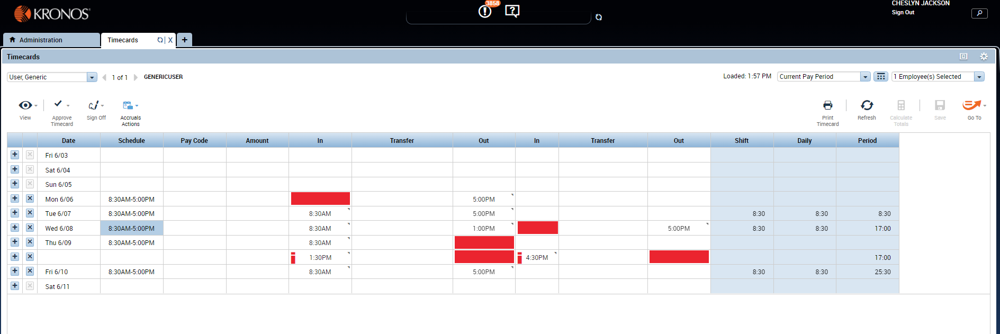 KRONOS
3858
CHESLYN JACKSON
Sign Out
Administration
Timecards X +
Timecards
User, Generic 1 of 1 GENERICUSER
Loaded: 1:57 PM Current Pay Period 1 Employee(s) Selected
View
Approve Timecard
Sign Off
Accruals Actions
Print Timecard
Refresh
Calculate Totals
Save
Go To
Date Schedule Pay Code Amount In Transfer Out In Transfer Out Shift Daily Period
Fri 6/03
Sat 6/04
Sun 6/05
Mon 6/06 8:30AM-5:00PM 5:00PM
Tue 6/07 8:30AM-5:00PM 8:30AM 5:00PM 8:30 8:30 8:30
Wed 6/08 8:30AM-5:00PM 8:30AM 1:00PM 5:00PM 8:30 8:30 17:00
Thu 6/09 8:30AM-5:00PM 8:30AM
1:30PM 4:30PM 17:00
Fri 6/10 8:30AM-5:00PM 8:30AM 5:00PM 8:30 8:30 25:30
Sat 6/11